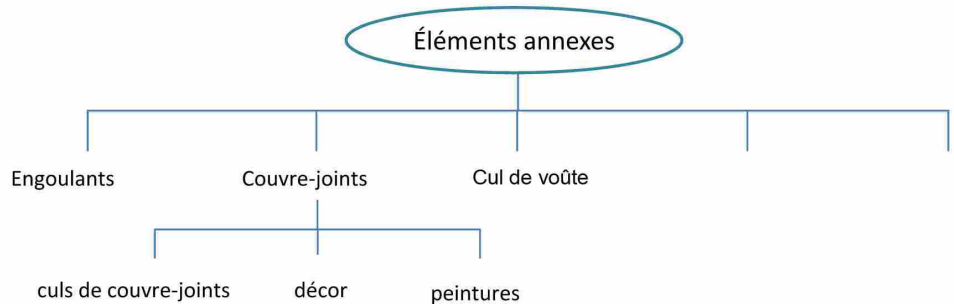 Éléments annexes
Engoulants Couvre-joints Cul de voûte
culs de couvre-joints décor peintures